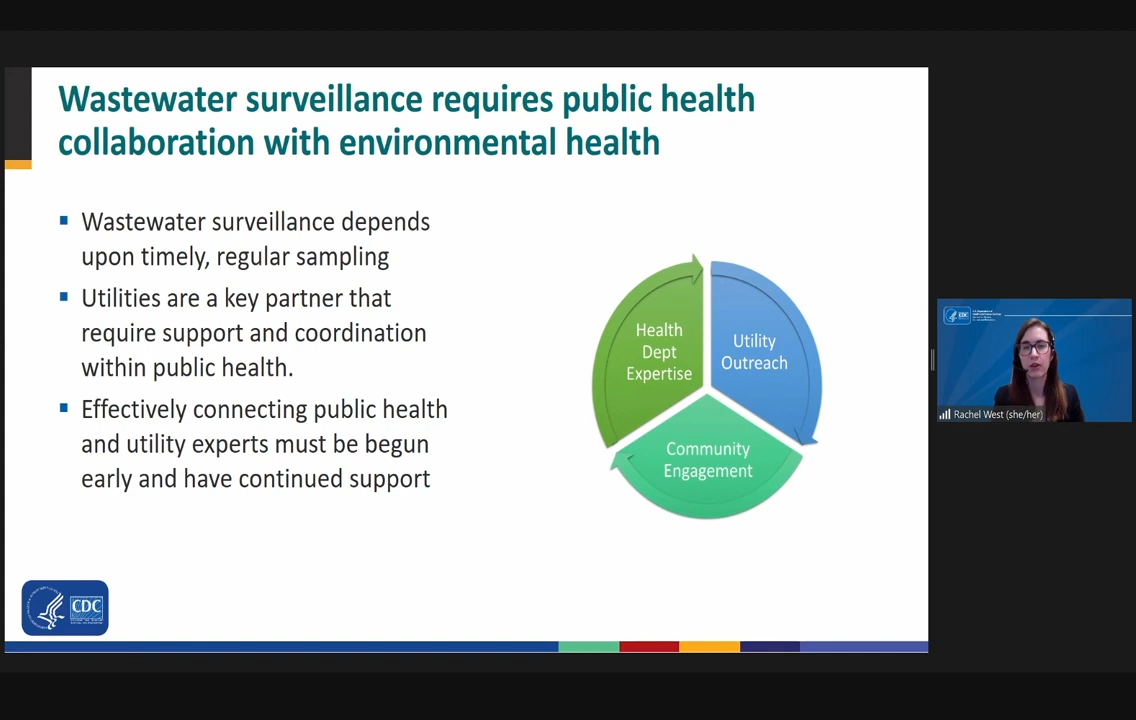 Wastewater surveillance requires public health
collaboration with environmental health
Wastewater surveillance depends
upon timely, regular sampling
Utilities are a key partner that
require support and coordination
within public health.
Effectively connecting public health
and utility experts must be begun
early and have continued support
Health
Dept
Expertise
Utility
Outreach
Community
Engagement
CDC
CDC
Rachel West (she/her)